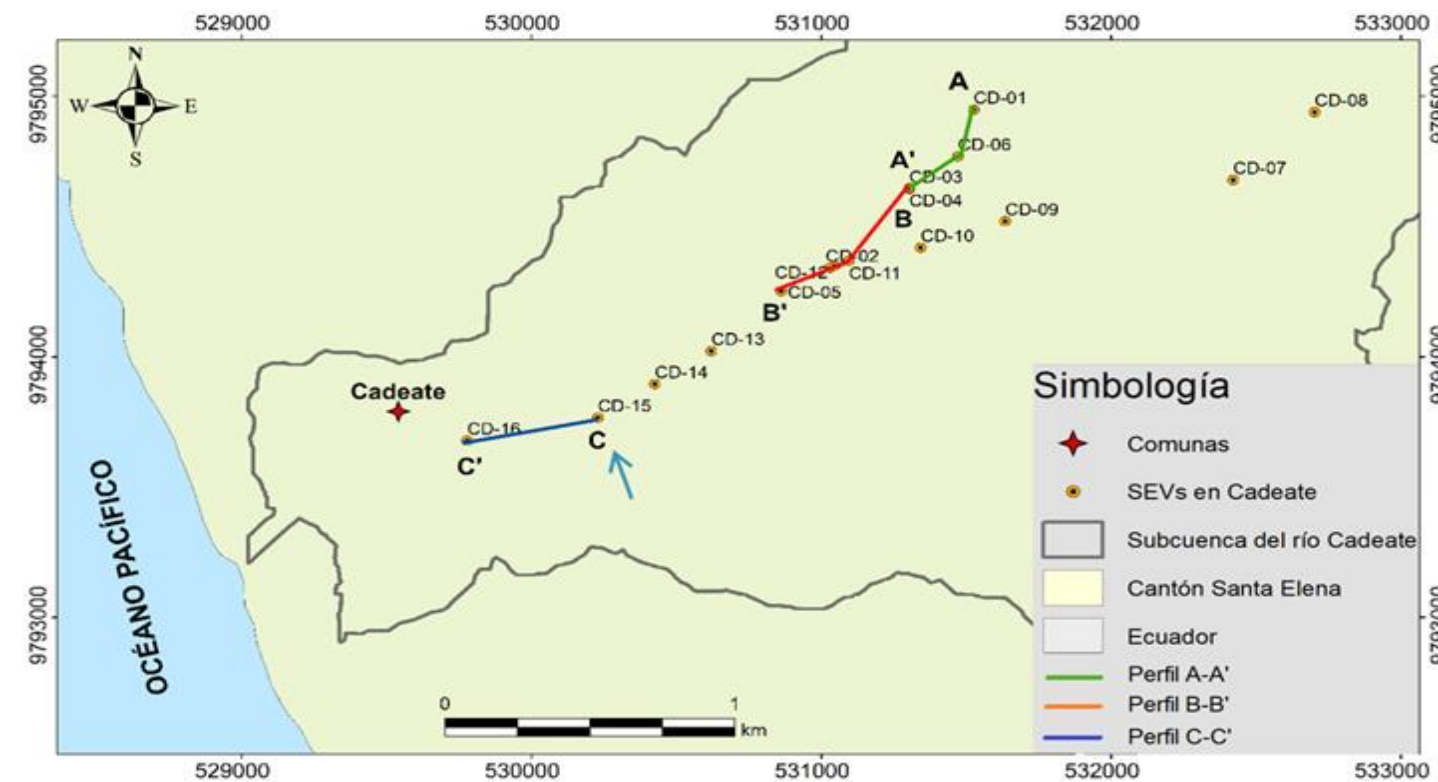 529000 530000 531000 532000 533000
N
W E
S
9795000
9794000
9793000
A
CD-01
CD-08
CD-06
A'
CD-03
CD-07
CD-04
B
CD-09
CD-10
CD-02
CD-12
CD-11
CD-05
B'
CD-13
CD-14
Cadeate
CD-15
CD-16
C
C'
OCÉANO PACÍFICO
Simbología
Comunas
SEVs en Cadeate
Subcuenca del río Cadeate
Cantón Santa Elena
Ecuador
Perfil A-A'
Perfil B-B'
Perfil C-C'
0 1
km
529000 530000 531000 532000 533000